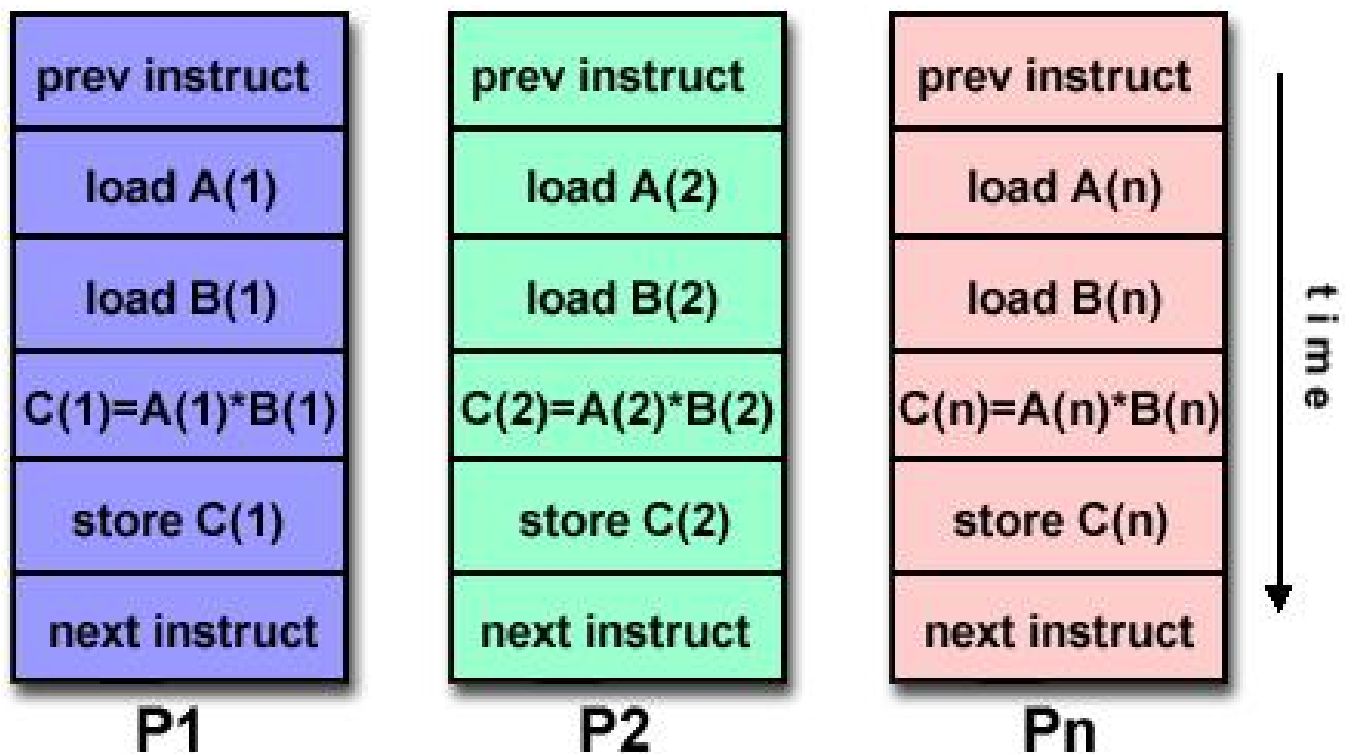 prev instruct
load A(1)
load B(1)
C(1)=A(1)*B(1)
store C(1)
next instruct
P1
prev instruct
load A(2)
load B(2)
C(2)=A(2)*B(2)
store C(2)
next instruct
P2
prev instruct
load A(n)
load B(n)
C(n)=A(n)*B(n)
store C(n)
next instruct
Pn
time